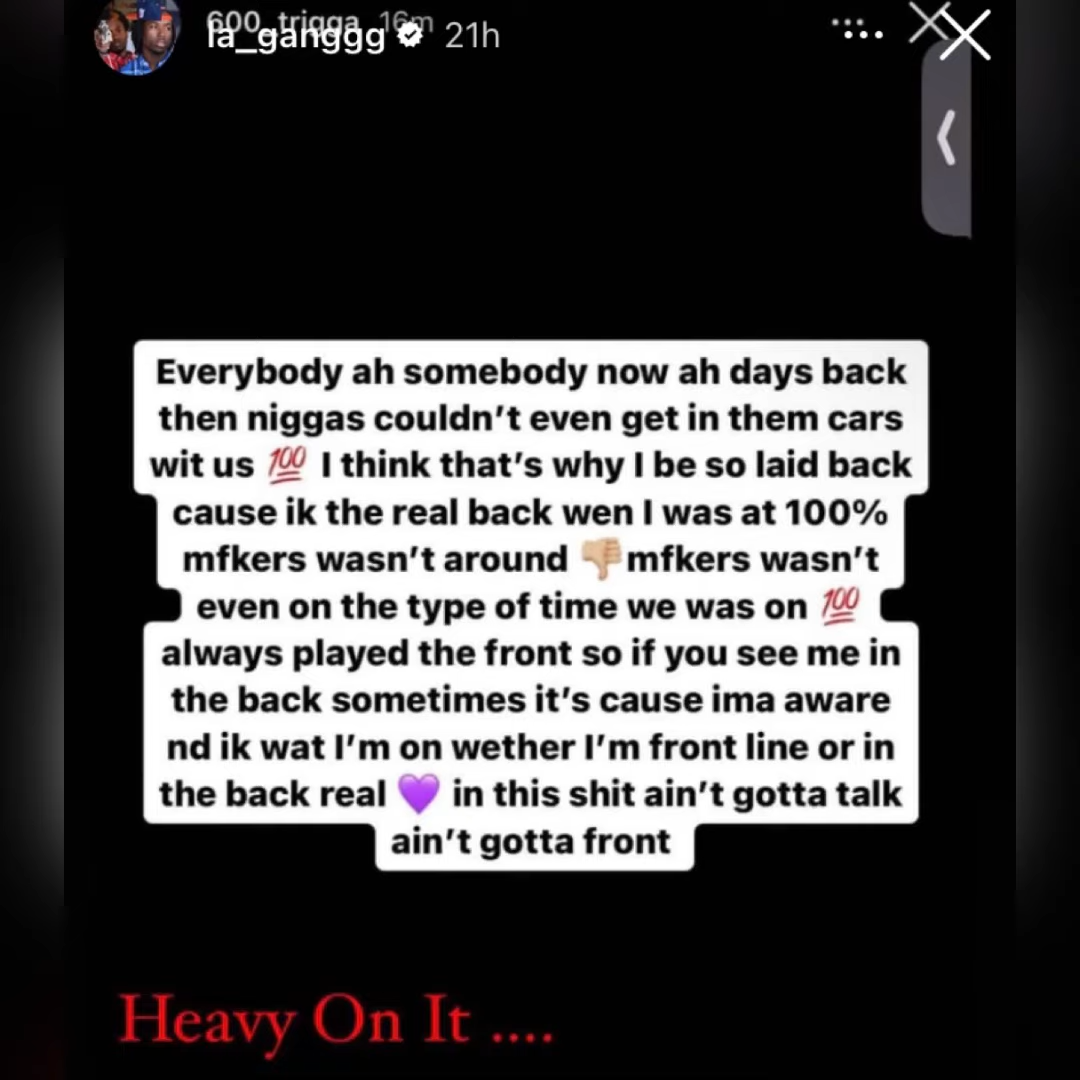 600_trigga 16m
la_ganggg 21h
Everybody ah somebody now ah days back
then niggas couldn’t even get in them cars
wit us 💯 I think that’s why I be so laid back
cause ik the real back wen I was at 100%
mfkers wasn’t around 👎🏼 mfkers wasn’t
even on the type of time we was on 💯
always played the front so if you see me in
the back sometimes it’s cause ima aware
nd ik wat I’m on wether I’m front line or in
the back real 💜 in this shit ain’t gotta talk
ain’t gotta front
Heavy On It ....